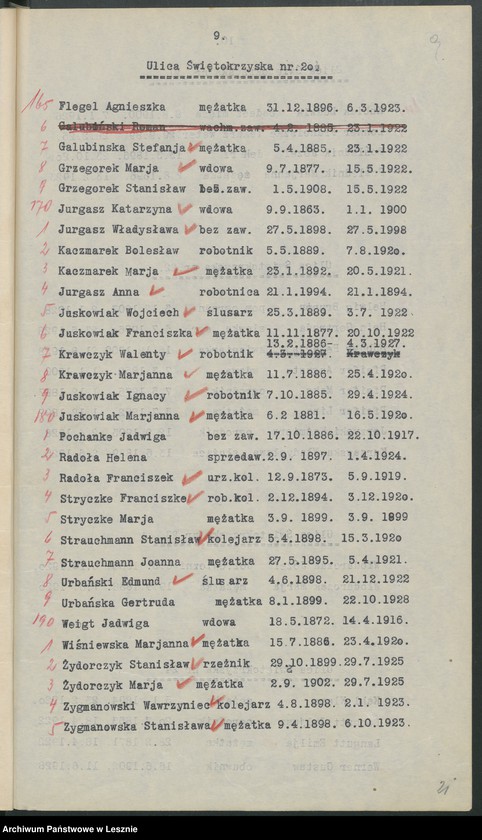 9.
Ulica Świętokrzyska nr.2o.
165 Flegel Agnieszka mężatka 31.12.1896. 6.3.1923.
6 Galubiński Roman wachm.zaw. 4.2. 1883. 23.1.1922
7 Galubinska Stefanja mężatka 5.4.1885. 23.1.1922
8 Grzegorek Marja wdowa 9.7.1877. 15.5.1922.
9 Grzegorek Stanisław bez.zaw. 1.5.1908. 15.5.1922
170 Jurgasz Katarzyna wdowa 9.9.1863. 1.1. 1900
1 Jurgasz Władysława bez zaw. 27.5.1898. 27.5.1998
2 Kaczmarek Bolesław robotnik 5.5.1889. 7.8.192o.
3 Kaczmarek Marja mężatka 23.1.1892. 20.5.1921.
4 Jurgasz Anna robotnica 21.1.1994. 21.1.1894.
5 Juskowiak Wojciech ślusarz 25.3.1889. 3.7. 1922
6 Juskowiak Franciszka mężatka 11.11.1877. 20.10.1922
13.2.1886- 4.3.1927.
7 Krawczyk Walenty robotnik 4.3. 1927. Krawczyk
8 Krawczyk Marjanna mężatka 11.7.1886. 25.4.192o.
9 Juskowiak Ignacy robotnik 7.10.1885. 29.4.1924.
180 Juskowiak Marjanna mężatka 6.2 1881. 16.5.192o.
1 Pochanke Jadwiga bez zaw. 17.10.1886. 22.10.1917.
2 Radoła Helena sprzedaw. 2.9. 1897. 1.4.1924.
3 Radoła Franciszek urz.kol. 12.9.1873. 5.9.1919.
4 Stryczke Franciszke rob.kol. 2.12.1894. 3.12.192o.
5 Stryczke Marja mężatka 3.9. 1899. 3.9. 1899
6 Strauchmann Stanisław kolejarz 5.4.1898. 15.3.192o
7 Strauchmann Joanna mężatka 27.5.1895. 5.4.1921.
8 Urbański Edmund ślusarz 4.6.1898. 21.12.1922
9 Urbańska Gertruda mężatka 8.1.1899. 22.10.1928
190 Weigt Jadwiga wdowa 18.5.1872. 14.4.1916.
1 Wiśniewska Marjanna mężatka 15.7.1886. 23.4.192o.
2 Żydorczyk Stanisław rzeźnik 29.10.1899. 29.7.1925
3 Żydorczyk Marja mężatka 2.9. 1902. 29.7.1925
4 Zygmanowski Wawrzyniec kolejarz 4.8.1898. 2.1. 1923.
5 Zygmanowska Stanisława mężatka 9.4.1898. 6.10.1923.
21
Archiwum Państwowe w Lesznie